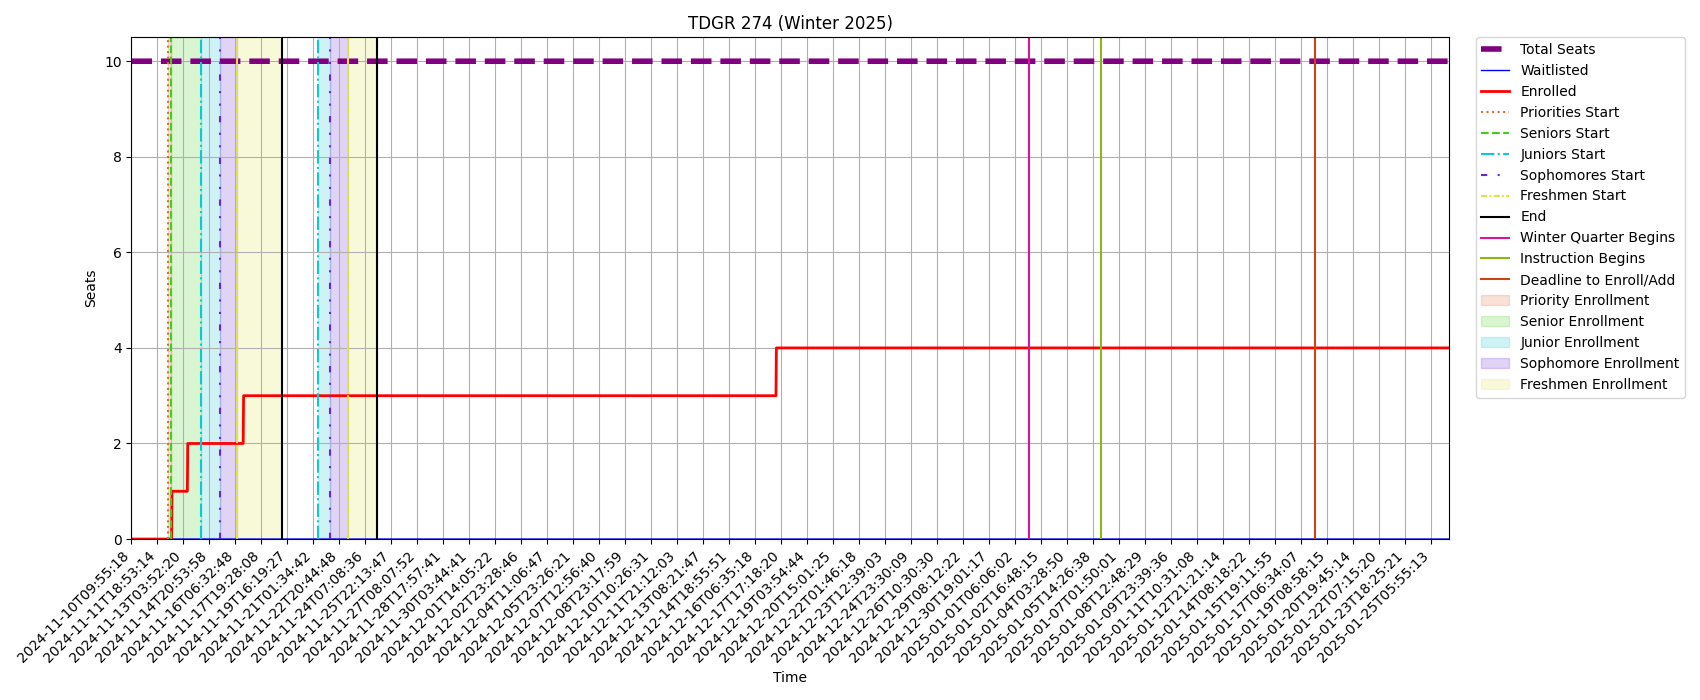 TDGR 274 (Winter 2025)
Seats
10
8
6
4
2
0
2024-11-10T09:55:18
2024-11-11T18:53:14
2024-11-13T03:52:20
2024-11-14T20:53:58
2024-11-16T06:32:48
2024-11-17T19:28:08
2024-11-19T16:19:27
2024-11-21T01:34:42
2024-11-22T20:44:48
2024-11-24T07:08:36
2024-11-25T22:13:47
2024-11-27T08:07:52
2024-11-28T17:57:41
2024-11-30T03:44:41
2024-12-01T14:05:22
2024-12-02T23:28:46
2024-12-04T11:06:47
2024-12-05T23:26:21
2024-12-07T12:56:40
2024-12-08T23:17:59
2024-12-10T10:26:31
2024-12-11T21:12:03
2024-12-13T08:21:47
2024-12-14T18:55:51
2024-12-16T06:35:18
2024-12-17T17:18:20
2024-12-19T03:54:44
2024-12-20T15:01:25
2024-12-22T01:46:18
2024-12-23T12:39:03
2024-12-24T23:30:09
2024-12-26T10:30:30
2024-12-29T08:12:22
2024-12-30T19:01:17
2025-01-01T06:06:02
2025-01-02T16:48:15
2025-01-04T03:28:50
2025-01-05T14:26:38
2025-01-07T01:50:01
2025-01-08T12:48:29
2025-01-09T23:39:36
2025-01-11T10:31:08
2025-01-12T21:21:14
2025-01-14T08:18:22
2025-01-15T19:11:55
2025-01-17T06:34:07
2025-01-19T08:58:15
2025-01-20T19:45:14
2025-01-22T07:15:20
2025-01-23T18:25:21
2025-01-25T05:55:13
Time
Total Seats
Waitlisted
Enrolled
Priorities Start
Seniors Start
Juniors Start
Sophomores Start
Freshmen Start
End
Winter Quarter Begins
Instruction Begins
Deadline to Enroll/Add
Priority Enrollment
Senior Enrollment
Junior Enrollment
Sophomore Enrollment
Freshmen Enrollment